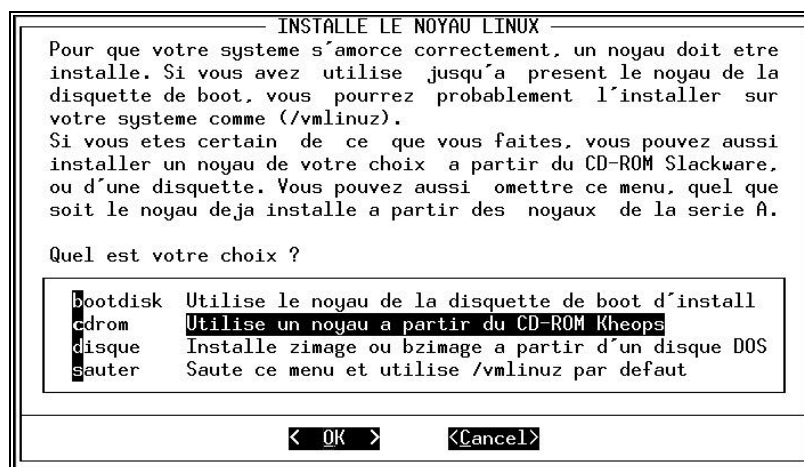 INSTALLE LE NOYAU LINUX
Pour que votre systeme s´amorce correctement, un noyau doit etre
installe. Si vous avez utilise jusqu´a present le noyau de la
disquette de boot, vous pourrez probablement l´installer sur
votre systeme comme (/vmlinuz).
Si vous etes certain de ce que vous faites, vous pouvez aussi
installer un noyau de votre choix a partir du CD-ROM Slackware,
ou d´une disquette. Vous pouvez aussi omettre ce menu, quel que
soit le noyau deja installe a partir des noyaux de la serie A.
Quel est votre choix ?
bootdisk Utilise le noyau de la disquette de boot d´install
cdrom Utilise un noyau a partir du CD-ROM Kheops
disque Installe zimage ou bzimage a partir d´un disque DOS
sauter Saute ce menu et utilise /vmlinuz par defaut
< OK > <Cancel>